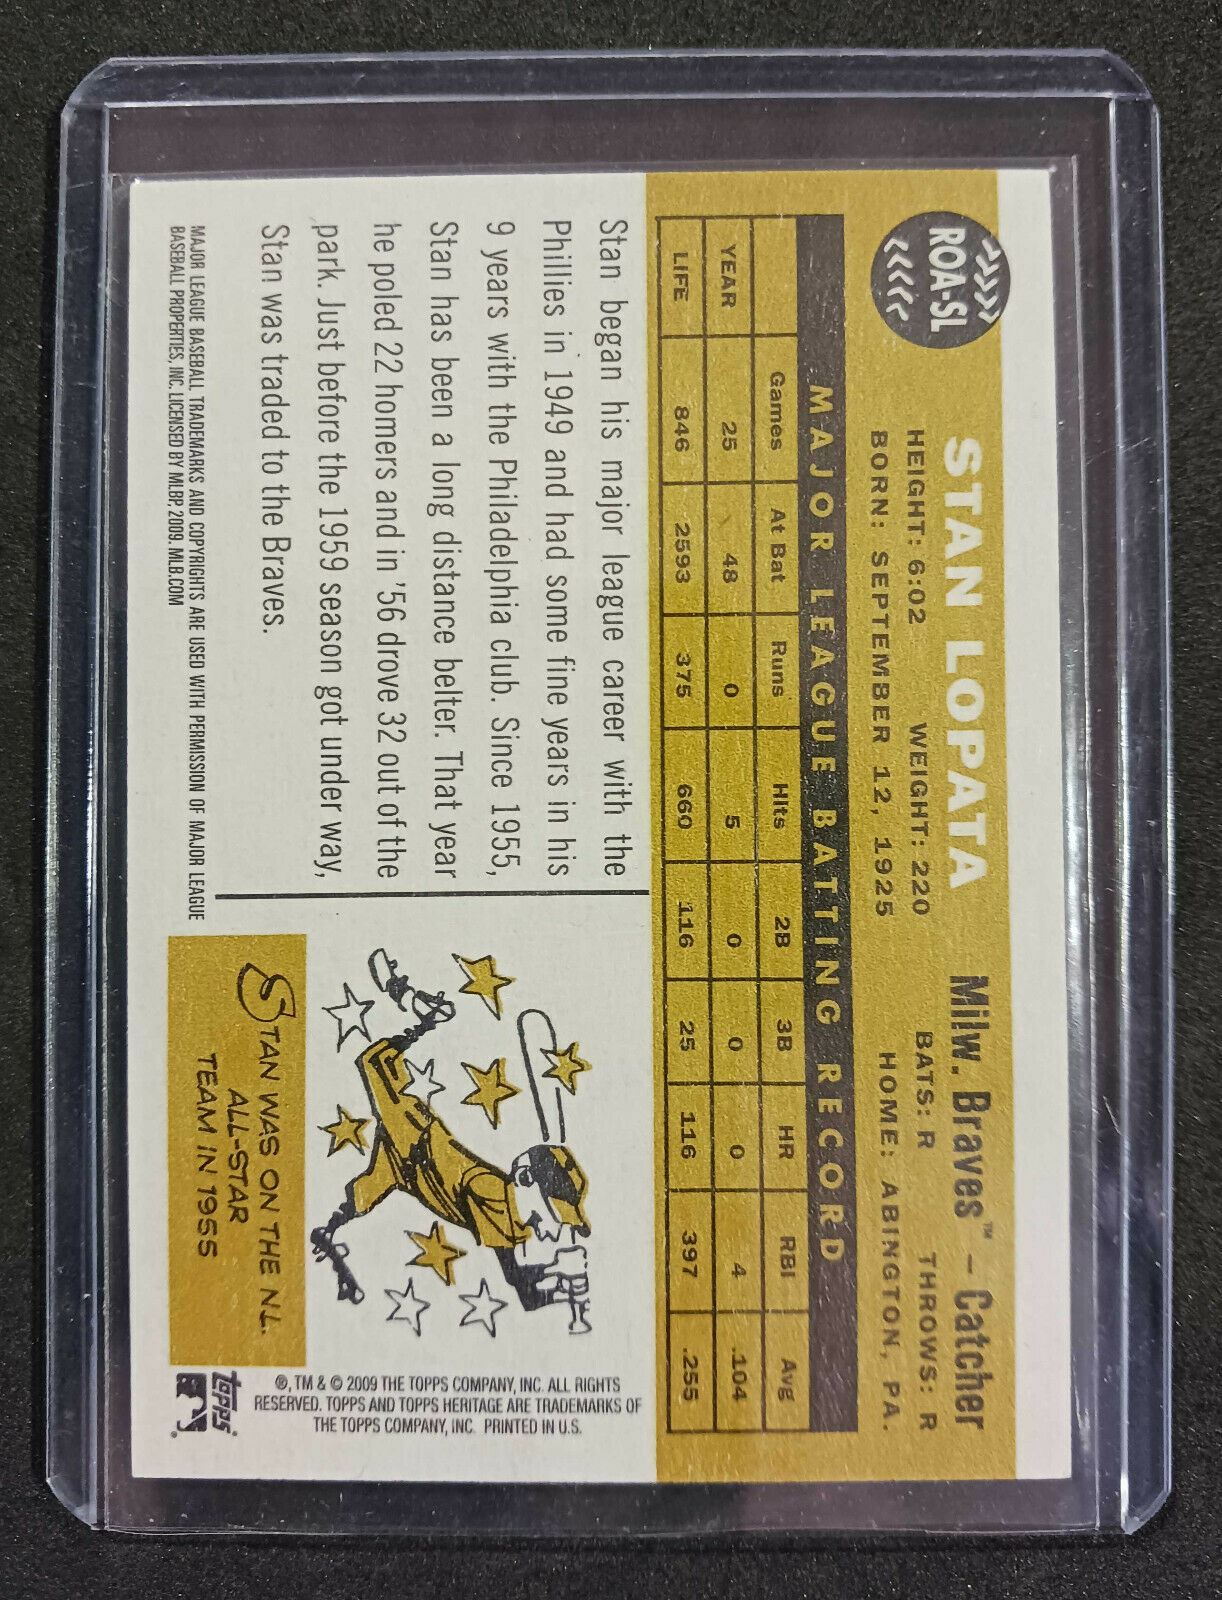 ROA-SL
STAN LOPATA Milw. Braves™ – Catcher
HEIGHT: 6:02 WEIGHT: 220 BATS: R THROWS: R
BORN: SEPTEMBER 12, 1925 HOME: ABINGTON, PA.
MAJOR LEAGUE BATTING RECORD
Games At Bat Runs Hits 2B 3B HR RBI Avg
YEAR 25 48 0 5 0 0 0 4 .104
LIFE 846 2593 375 660 116 25 116 397 .255
Stan began his major league career with the
Phillies in 1949 and had some fine years in his
9 years with the Philadelphia club. Since 1955,
Stan has been a long distance belter. That year
he poled 22 homers and in '56 drove 32 out of the
park. Just before the 1959 season got under way,
Stan was traded to the Braves.
MAJOR LEAGUE BASEBALL TRADEMARKS AND COPYRIGHTS ARE USED WITH PERMISSION OF MAJOR LEAGUE
BASEBALL PROPERTIES, INC. LICENSED BY MLBP, 2009. MLB.COM
STAN WAS ON THE N.L.
ALL-STAR
TEAM IN 1955
®, TM & © 2009 THE TOPPS COMPANY, INC. ALL RIGHTS
RESERVED. TOPPS AND TOPPS HERITAGE ARE TRADEMARKS OF
THE TOPPS COMPANY, INC. PRINTED IN U.S.
topps®
®